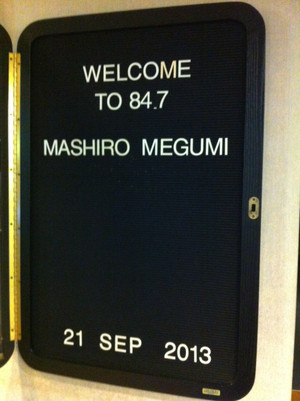 WELCOME
TO 84.7
MASHIRO MEGUMI
21 SEP 2013